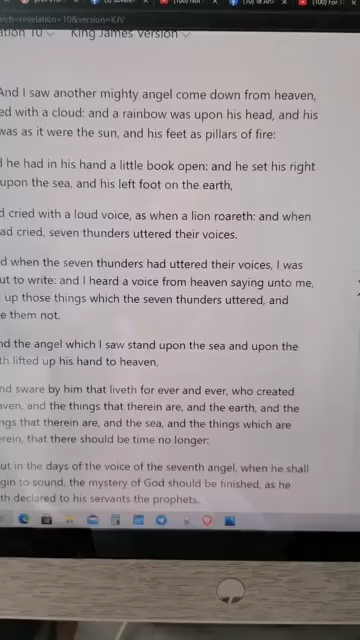 arch=revelation+10&version=KJV
ation 10 King James Version
And I saw another mighty angel come down from heaven,
ed with a cloud: and a rainbow was upon his head, and his
was as it were the sun, and his feet as pillars of fire:
d he had in his hand a little book open: and he set his right
upon the sea, and his left foot on the earth,
d cried with a loud voice, as when a lion roareth: and when
ad cried, seven thunders uttered their voices.
d when the seven thunders had uttered their voices, I was
ut to write: and I heard a voice from heaven saying unto me,
up those things which the seven thunders uttered, and
e them not.
nd the angel which I saw stand upon the sea and upon the
th lifted up his hand to heaven,
nd sware by him that liveth for ever and ever, who created
aven, and the things that therein are, and the earth, and the
ngs that therein are, and the sea, and the things which are
erein, that there should be time no longer:
ut in the days of the voice of the seventh angel, when he shall
gin to sound, the mystery of God should be finished, as he
th declared to his servants the prophets.